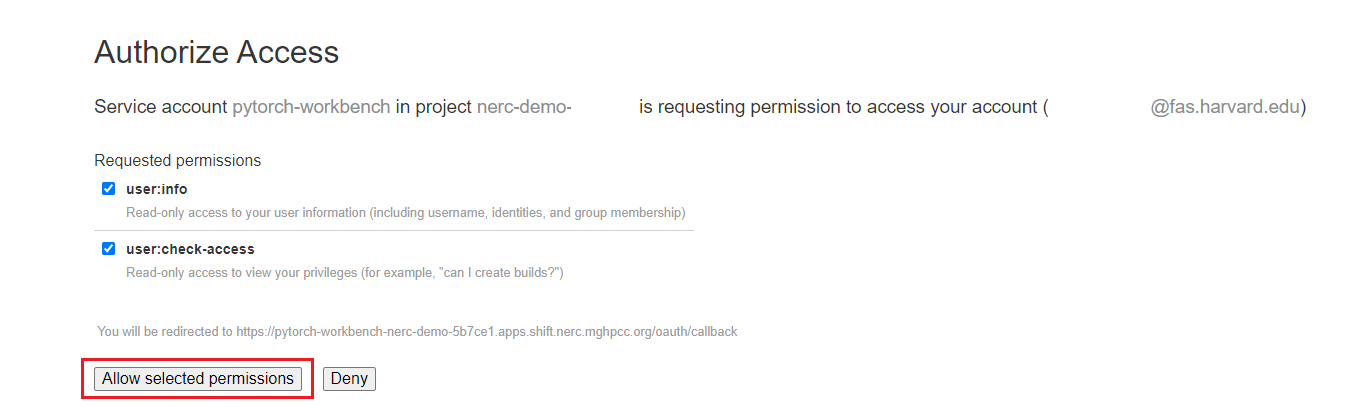 Authorize Access
Service account pytorch-workbench in project nerc-demo- is requesting permission to access your account ( @fas.harvard.edu)
Requested permissions
user:info
Read-only access to your user information (including username, identities, and group membership)
user:check-access
Read-only access to view your privileges (for example, "can I create builds?")
You will be redirected to https://pytorch-workbench-nerc-demo-5b7ce1.apps.shift.nerc.mghpcc.org/oauth/callback
Allow selected permissions Deny